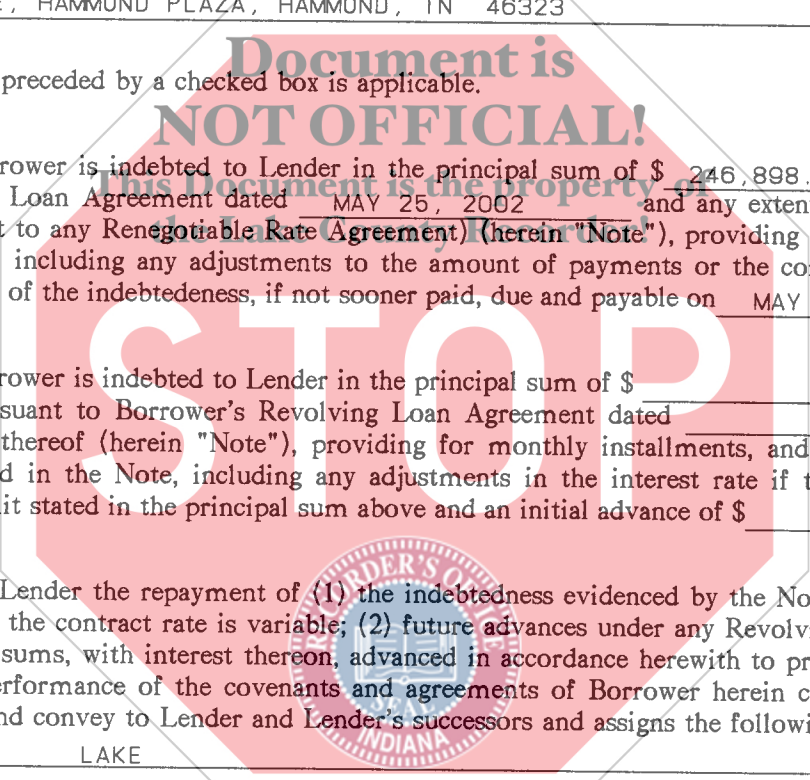 HAMMOND PLAZA, HAMMOND, IN 46323
Document is
preceded by a checked box is applicable.
NOT OFFICIAL!
rower is indebted to Lender in the principal sum of $ 246,898.
This Document is the property of
Loan Agreement dated MAY 25, 2002 and any exten
the Lake County Recorder!
t to any Renegotiable Rate Agreement) (herein "Note"), providing
including any adjustments to the amount of payments or the co
of the indebtedeness, if not sooner paid, due and payable on MAY
STOP
rower is indebted to Lender in the principal sum of $
suant to Borrower's Revolving Loan Agreement dated
thereof (herein "Note"), providing for monthly installments, and
d in the Note, including any adjustments in the interest rate if t
it stated in the principal sum above and an initial advance of $
RECORDER'S OFFICE
Lender the repayment of (1) the indebtedness evidenced by the No
the contract rate is variable; (2) future advances under any Revolv
sums, with interest thereon, advanced in accordance herewith to pr
erformance of the covenants and agreements of Borrower herein c
SEAL
nd convey to Lender and Lender's successors and assigns the followi
INDIANA
LAKE